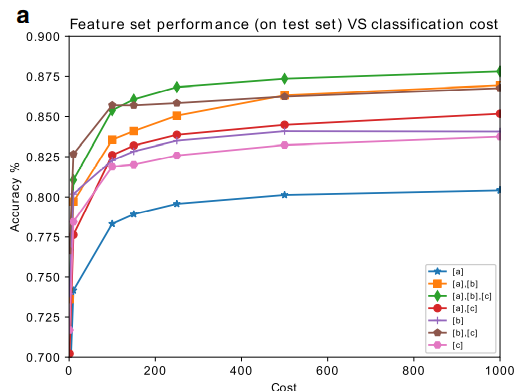 a
Feature set performance (on test set) VS classification cost
0.900
0.875
0.850
0.825
0.800
0.775
0.750
0.725
0.700
Accuracy %
0
200
400
600
800
1000
Cost
[a]
[a],[b]
[a],[b],[c]
[a],[c]
[b]
[b],[c]
[c]